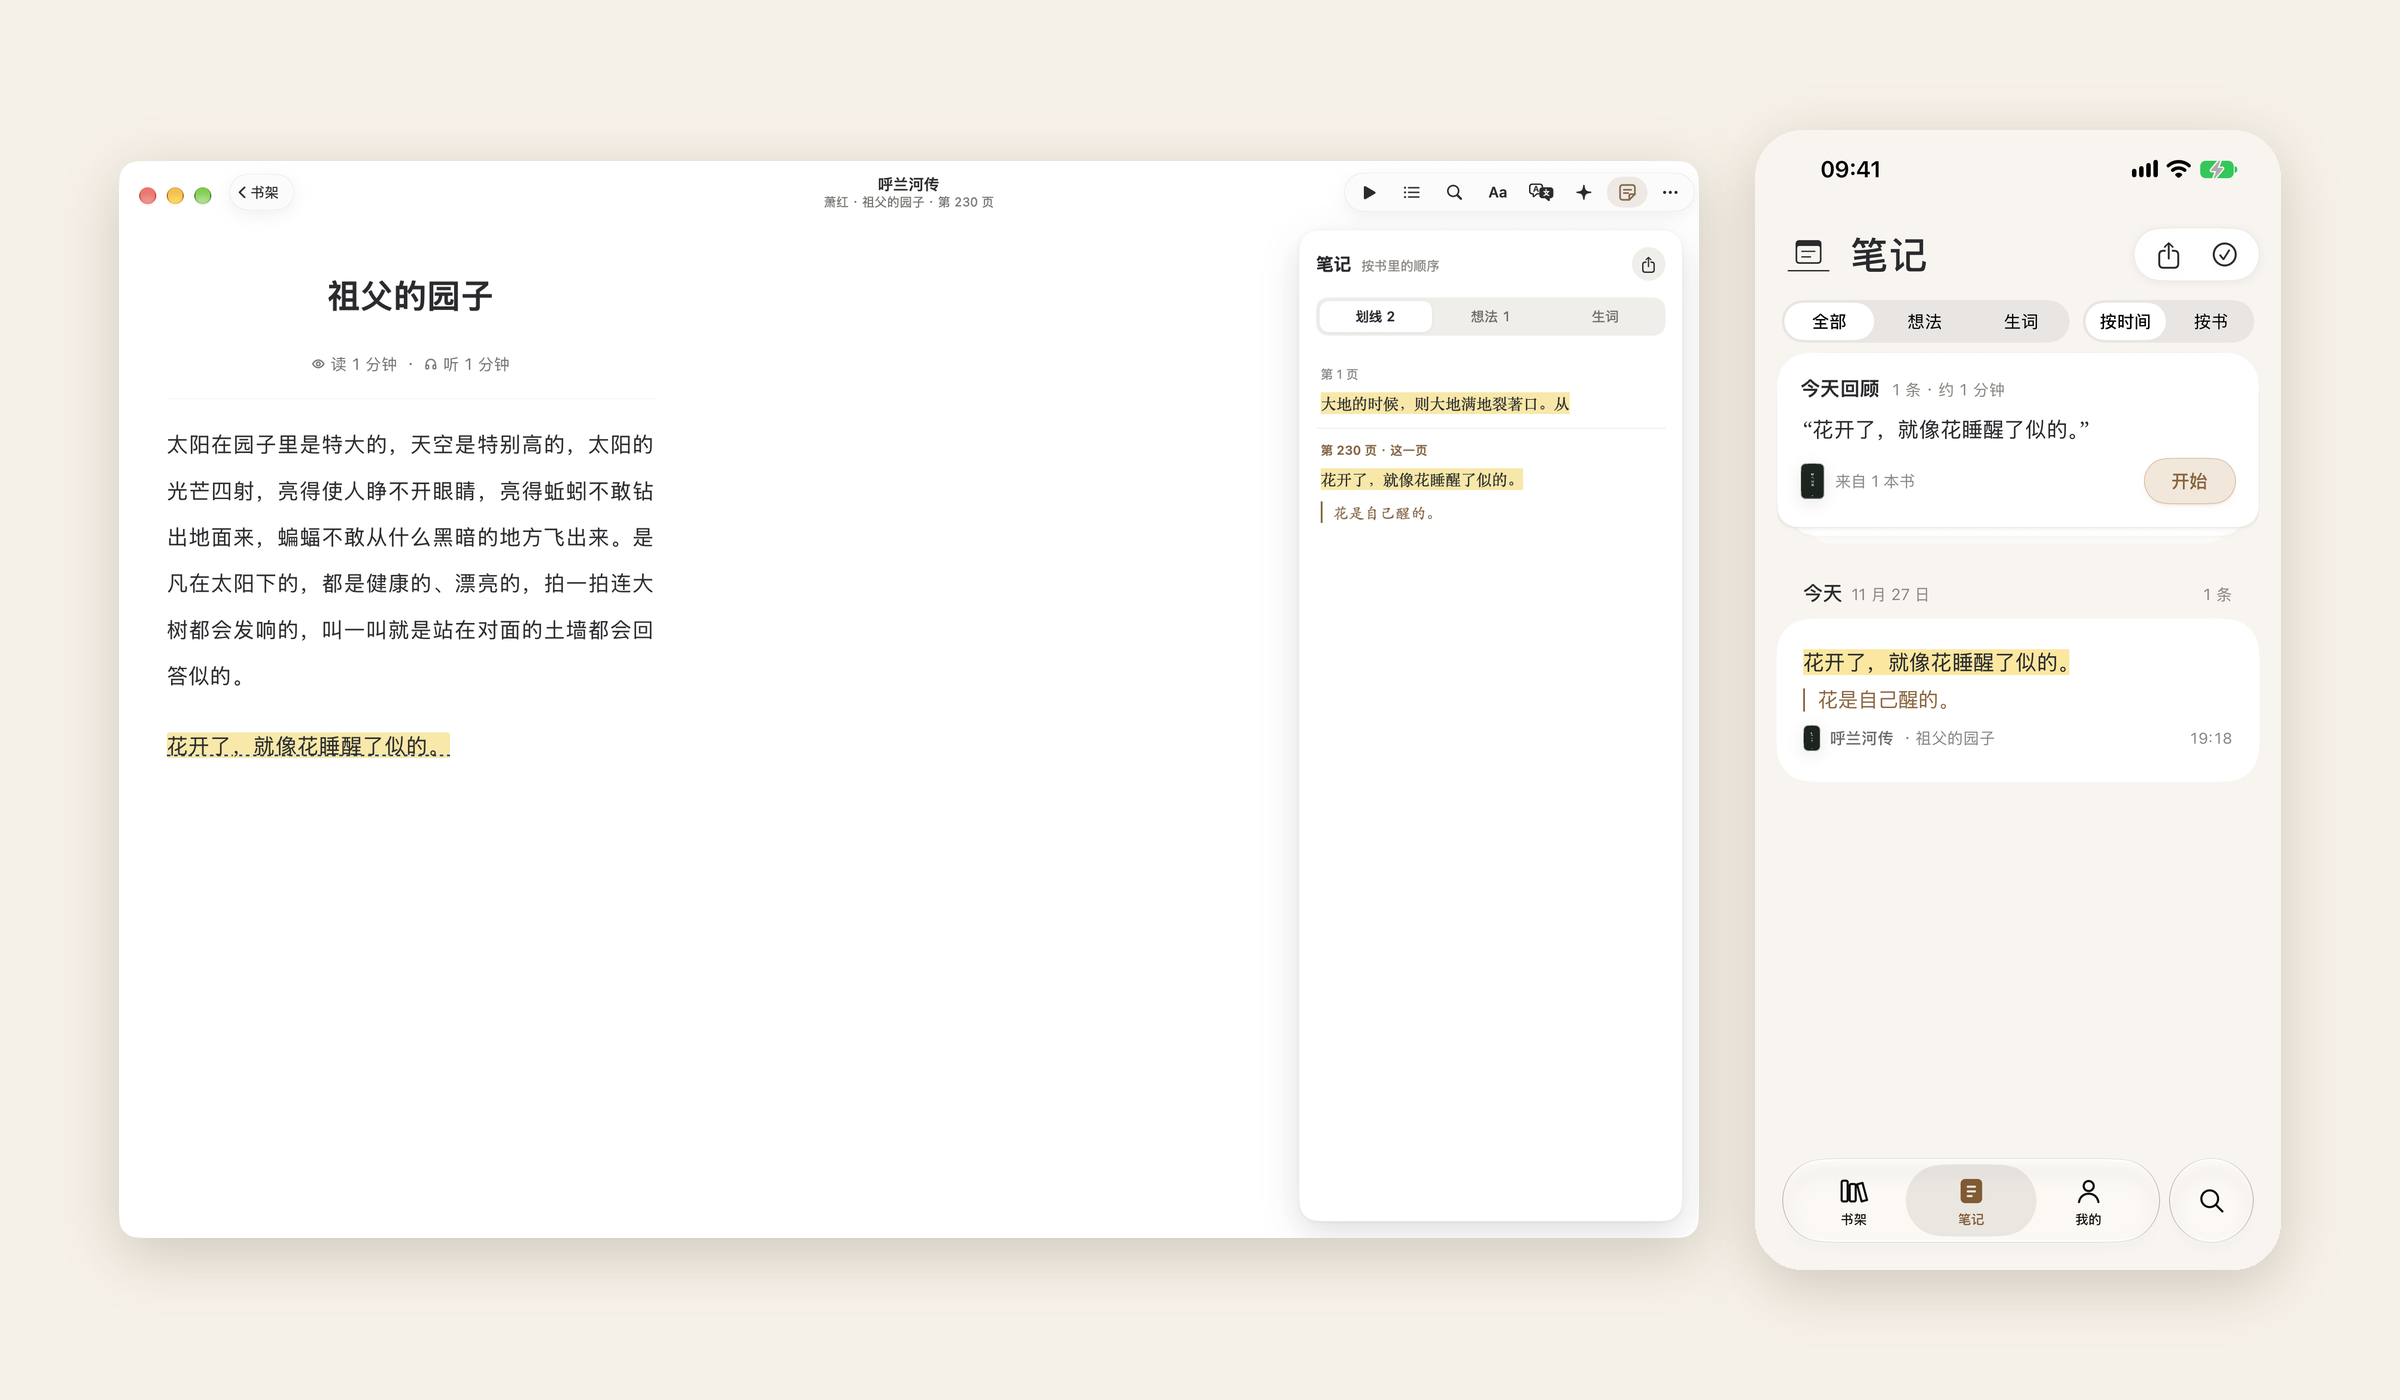 书架
呼兰河传
萧红 · 祖父的园子 · 第 230 页
Aa
祖父的园子
读 1 分钟 · 听 1 分钟
太阳在园子里是特大的，天空是特别高的，太阳的
光芒四射，亮得使人睁不开眼睛，亮得蚯蚓不敢钻
出地面来，蝙蝠不敢从什么黑暗的地方飞出来。是
凡在太阳下的，都是健康的、漂亮的，拍一拍连大
树都会发响的，叫一叫就是站在对面的土墙都会回
答似的。
花开了，就像花睡醒了似的。
笔记 按书里的顺序
划线 2 想法 1 生词
第 1 页
大地的时候，则大地满地裂著口。从
第 230 页 · 这一页
花开了，就像花睡醒了似的。
花是自己醒的。
09:41
笔记
全部 想法 生词 按时间 按书
今天回顾 1 条 · 约 1 分钟
“花开了，就像花睡醒了似的。”
来自 1 本书 开始
今天 11 月 27 日 1 条
花开了，就像花睡醒了似的。
花是自己醒的。
呼兰河传 · 祖父的园子 19:18
书架 笔记 我的